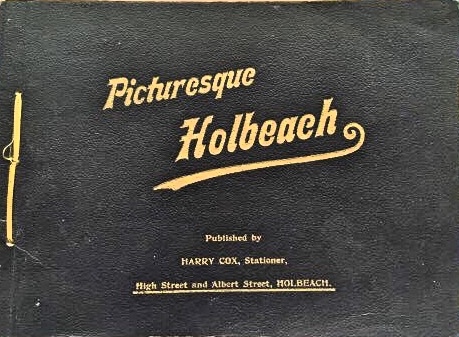 Picturesque
Holbeach
Published by
HARRY COX, Stationer,
High Street and Albert Street, HOLBEACH.